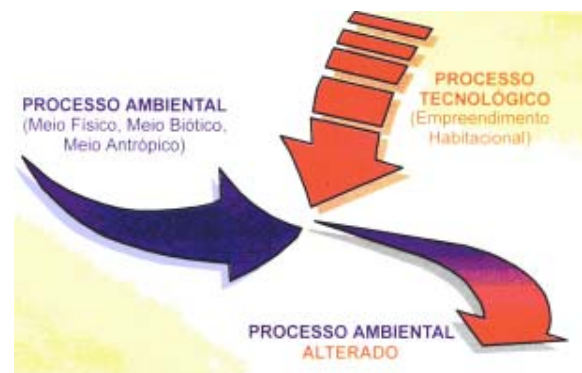 PROCESSO AMBIENTAL
(Meio Físico, Meio Biótico,
Meio Antrópico)
PROCESSO
TECNOLÓGICO
(Empreendimento
Habitacional)
PROCESSO AMBIENTAL
ALTERADO